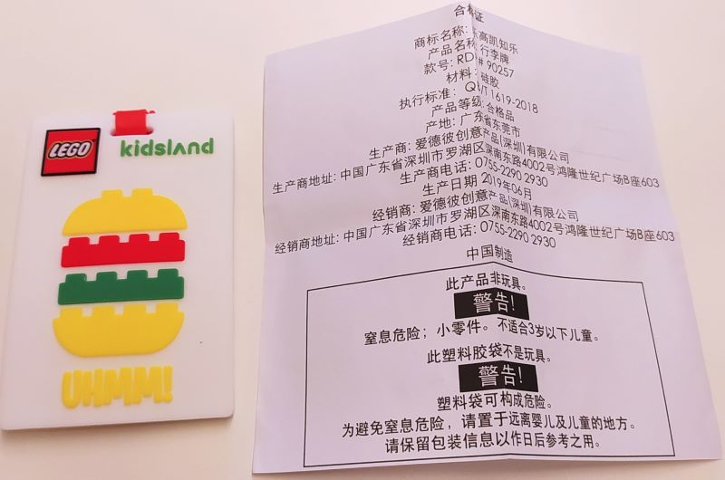 LEGO
kidsland
UHMM!
合格证
商标名称: 乐高凯知乐
产品名称: 行李牌
款号: RDI# 90257
材料: 硅胶
执行标准: QB/T 1619-2018
产品等级: 合格品
产地: 广东省东莞市
生产商: 爱德彼创意产品(深圳)有限公司
生产商地址: 中国广东省深圳市罗湖区深南东路4002号鸿隆世纪广场B座603
生产商电话: 0755-2290 2930
生产日期 2019年06月
经销商: 爱德彼创意产品(深圳)有限公司
经销商地址: 中国广东省深圳市罗湖区深南东路4002号鸿隆世纪广场B座603
经销商电话: 0755-2290 2930
中国制造
此产品非玩具。
警告!
窒息危险；小零件。不适合3岁以下儿童。
此塑料胶袋不是玩具。
警告!
塑料袋可构成危险。
为避免窒息危险，请置于远离婴儿及儿童的地方。
请保留包装信息以作日后参考之用。